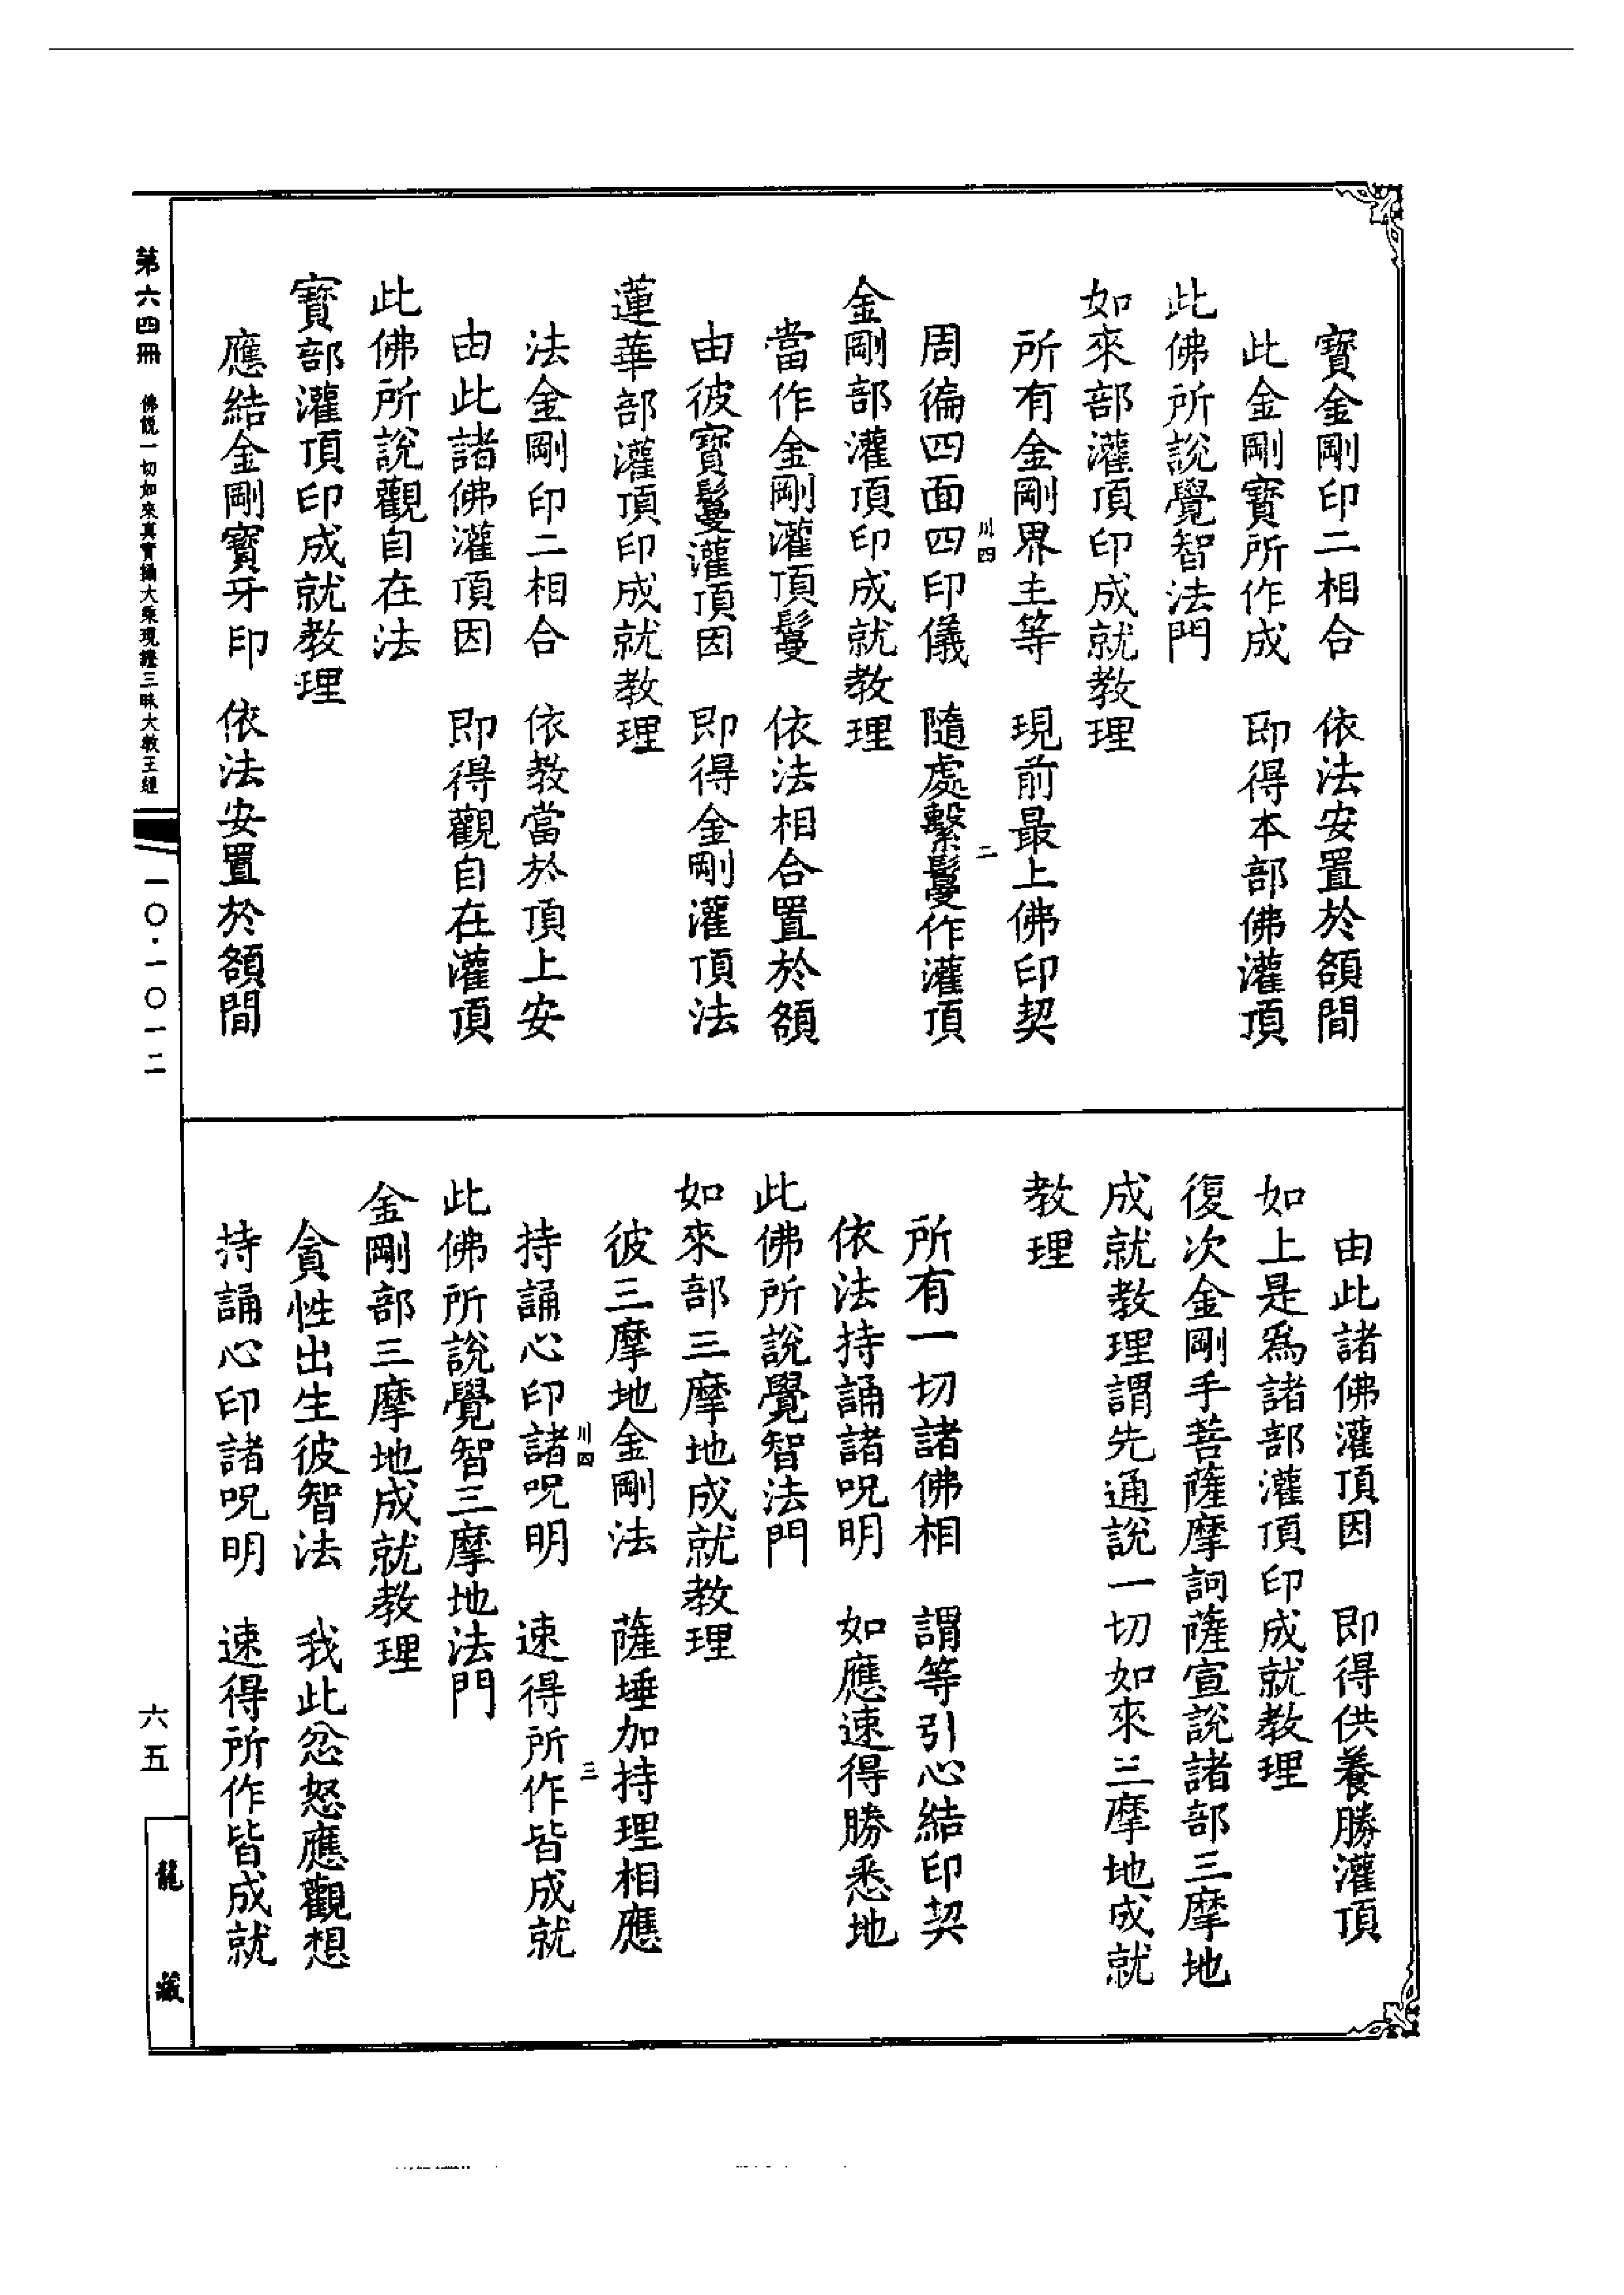 寶金剛印二相合　依法安置於額間
此金剛寶所作成　即得本部佛灌頂
此佛所說覺智法門
如來部灌頂印成就教理
所有金剛界主等　現前最上佛印契
川四　二
周徧四面四印儀　隨處繫鬘作灌頂
金剛部灌頂印成就教理
當作金剛灌頂鬘　依法相合置於額
由彼寶鬘灌頂因　即得金剛灌頂法
蓮華部灌頂印成就教理
法金剛印二相合　依教當於頂上安
由此諸佛灌頂因　即得觀自在灌頂
此佛所說觀自在法
寶部灌頂印成就教理
應結金剛寶牙印　依法安置於額間
由此諸佛灌頂因　即得供養勝灌頂
如上是爲諸部灌頂印成就教理
復次金剛手菩薩摩訶薩宣說諸部三摩地
成就教理謂先通說一切如來三摩地成就
教理
所有一切諸佛相　謂等引心結印契
依法持誦諸呪明　如應速得勝悉地
此佛所說覺智法門
如來部三摩地成就教理
彼三摩地金剛法　薩埵加持理相應
川四　三
持誦心印諸呪明　速得所作皆成就
此佛所說覺智三摩地法門
金剛部三摩地成就教理
貪性出生彼智法　我此忿怒應觀想
持誦心印諸呪明　速得所作皆成就
第六四冊　佛說一切如來真實攝大乘現證三昧大教王經　一〇·一〇一二
六五
龍藏